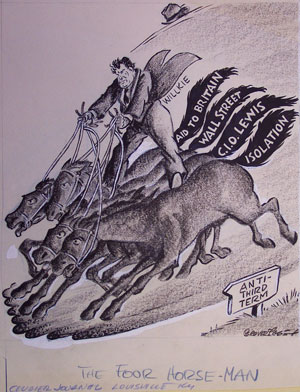 WILLKIE
AID TO BRITAIN
WALL STREET
C.I.O. LEWIS
ISOLATION
ANTI-
THIRD
TERM
THE FOUR HORSE-MAN
COURIER JOURNAL LOUISVILLE KY